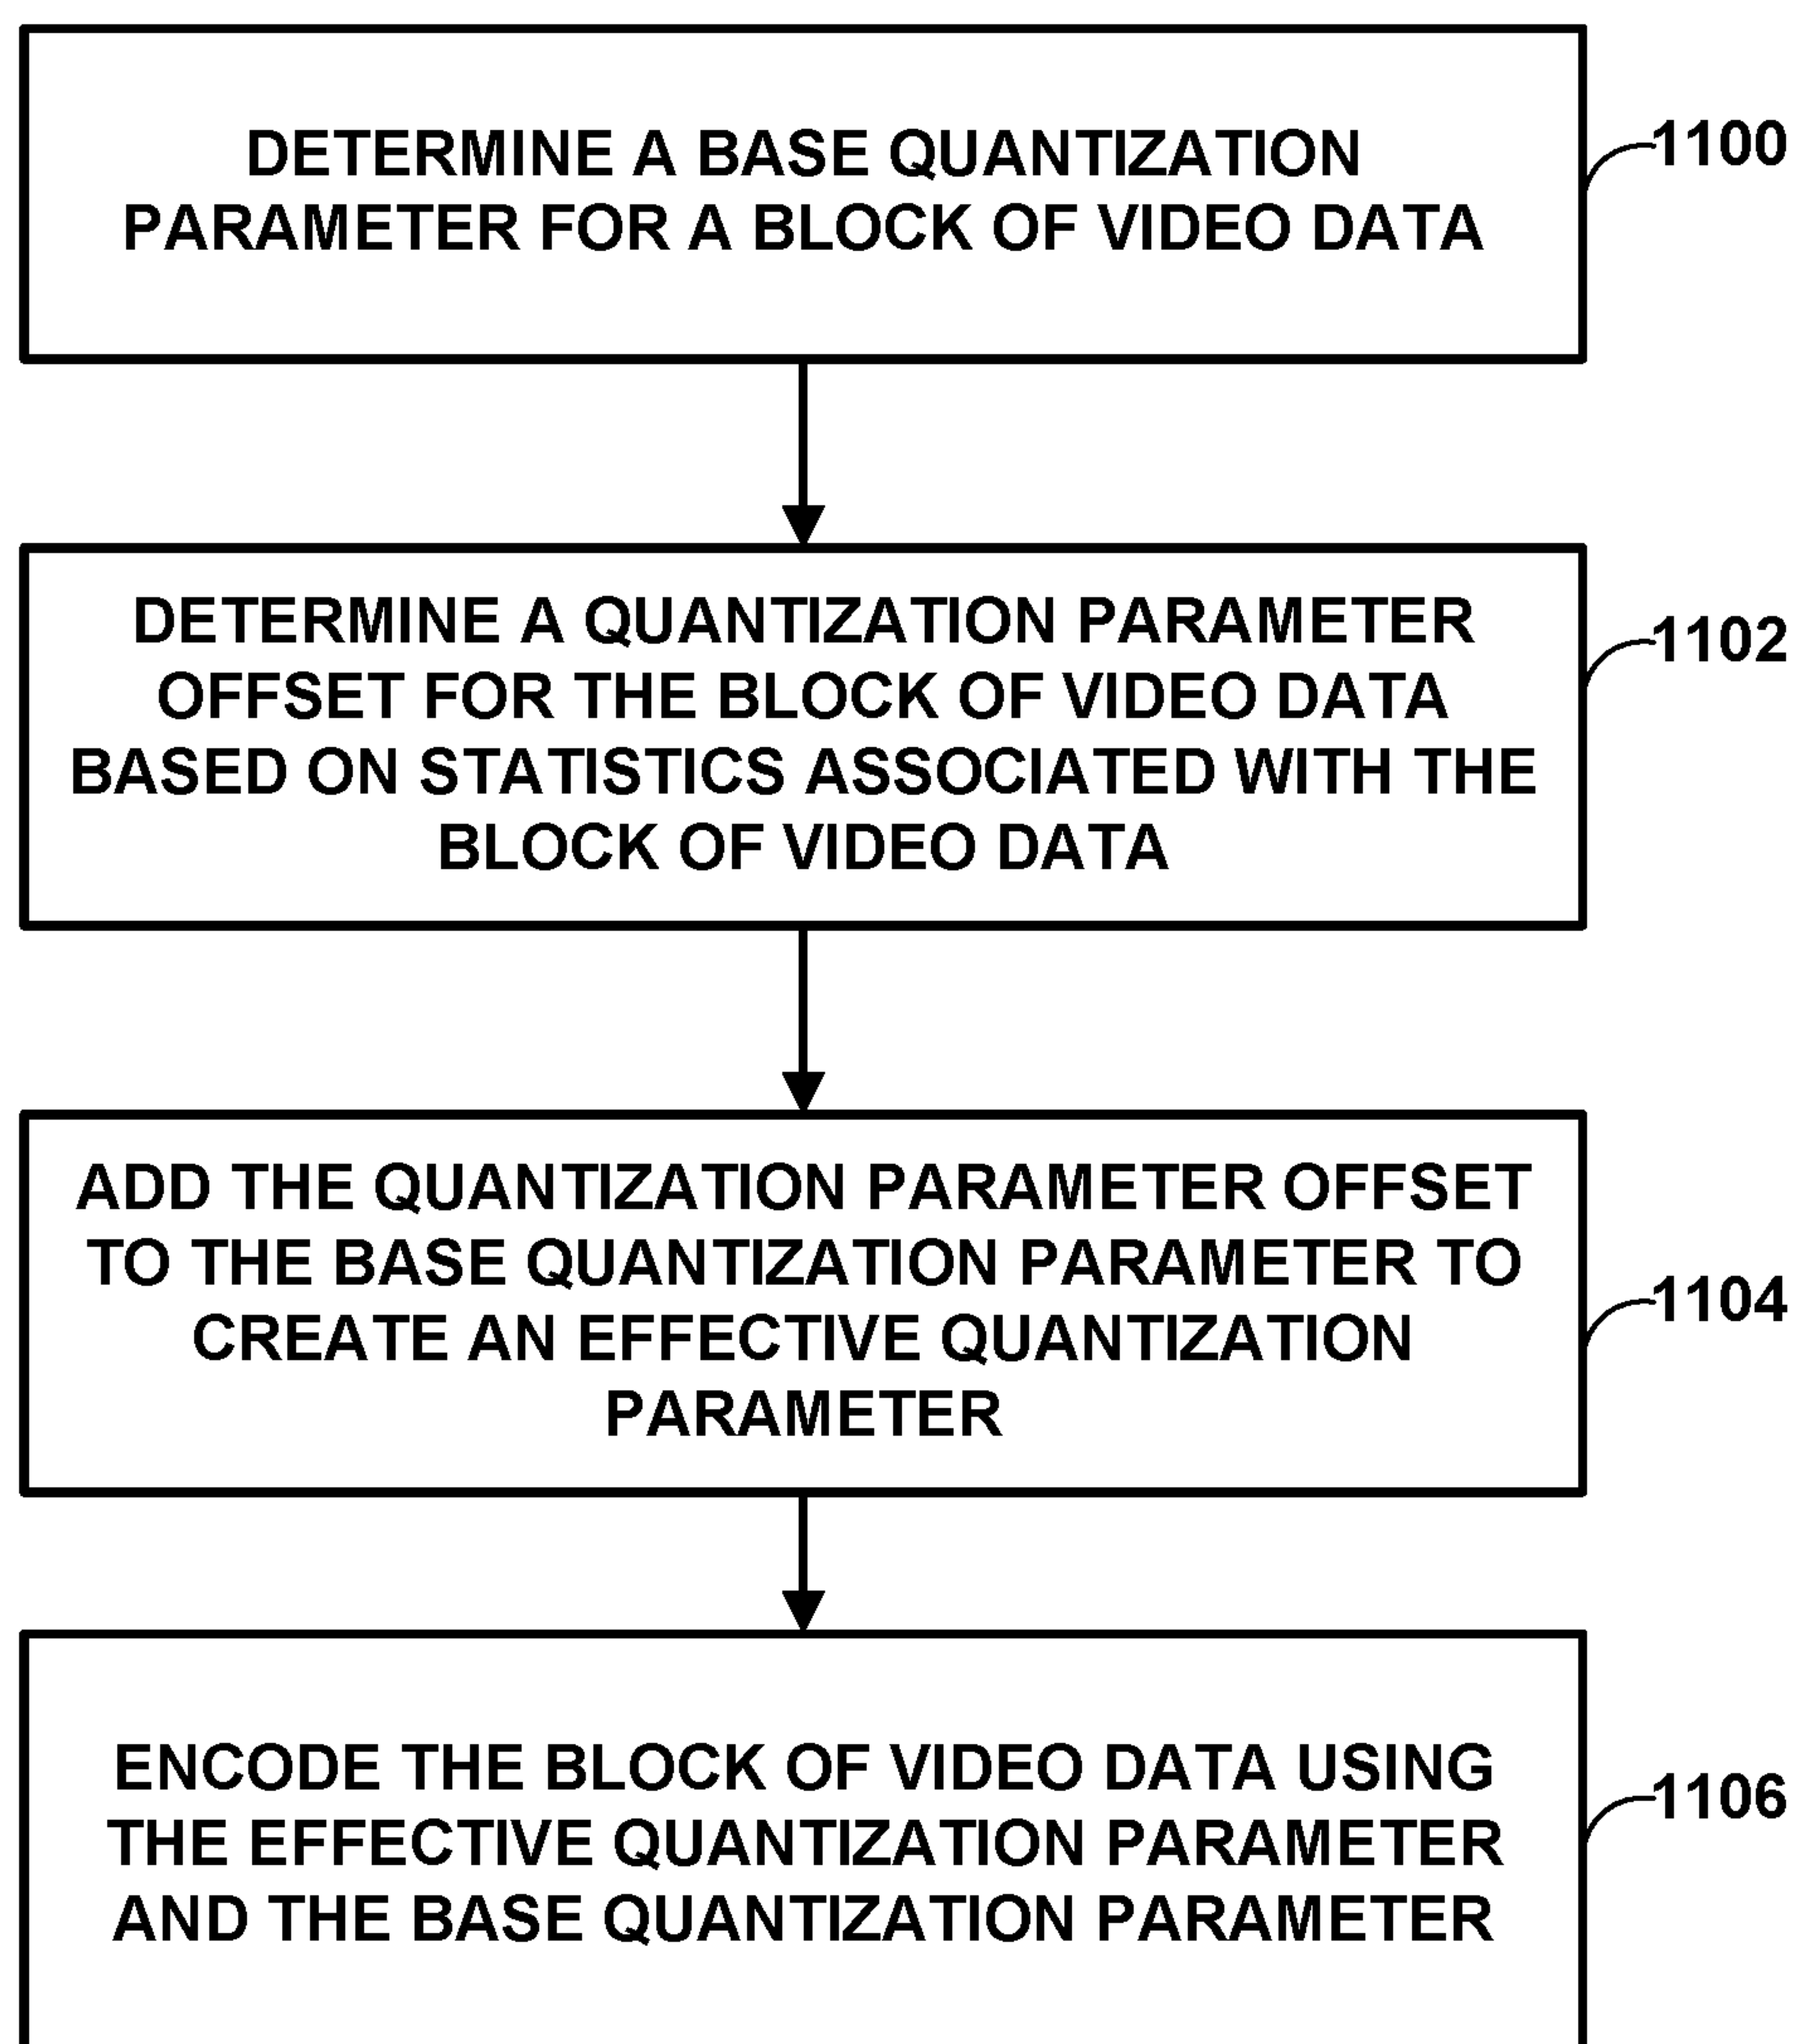 DETERMINE A BASE QUANTIZATION
PARAMETER FOR A BLOCK OF VIDEO DATA
1100
DETERMINE A QUANTIZATION PARAMETER
OFFSET FOR THE BLOCK OF VIDEO DATA
BASED ON STATISTICS ASSOCIATED WITH THE
BLOCK OF VIDEO DATA
1102
ADD THE QUANTIZATION PARAMETER OFFSET
TO THE BASE QUANTIZATION PARAMETER TO
CREATE AN EFFECTIVE QUANTIZATION
PARAMETER
1104
ENCODE THE BLOCK OF VIDEO DATA USING
THE EFFECTIVE QUANTIZATION PARAMETER
AND THE BASE QUANTIZATION PARAMETER
1106